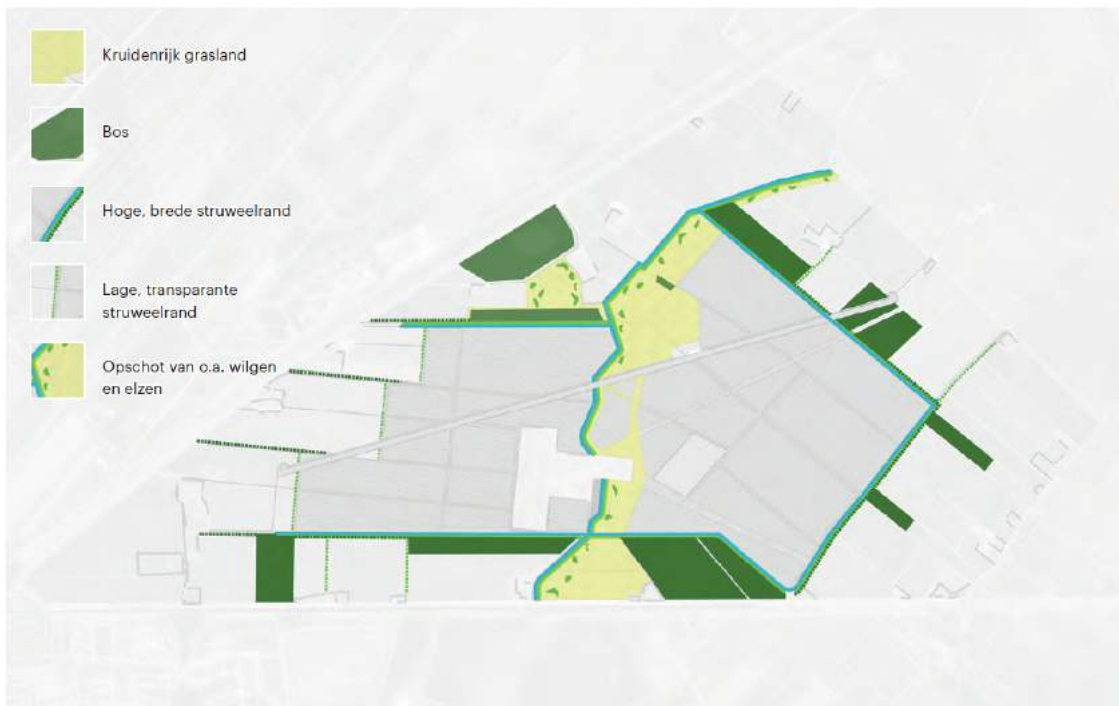 Kruidenrijk grasland
Bos
Hoge, brede struweelrand
Lage, transparante
struweelrand
Opschot van o.a. wilgen
en elzen